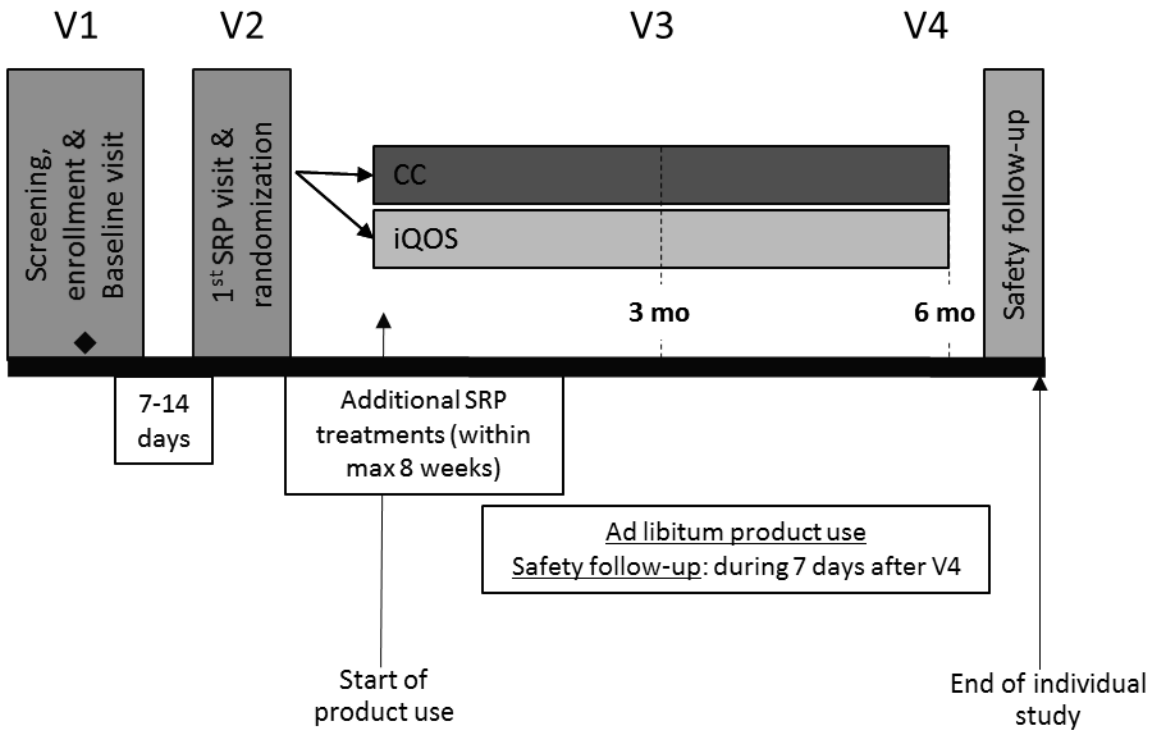 V1
V2
V3
V4
Screening,
enrollment &
Baseline visit
1st SRP visit &
randomization
CC
iQOS
3 mo
6 mo
Safety follow-up
7-14
days
Additional SRP
treatments (within
max 8 weeks)
Ad libitum product use
Safety follow-up: during 7 days after V4
Start of
product use
End of individual
study